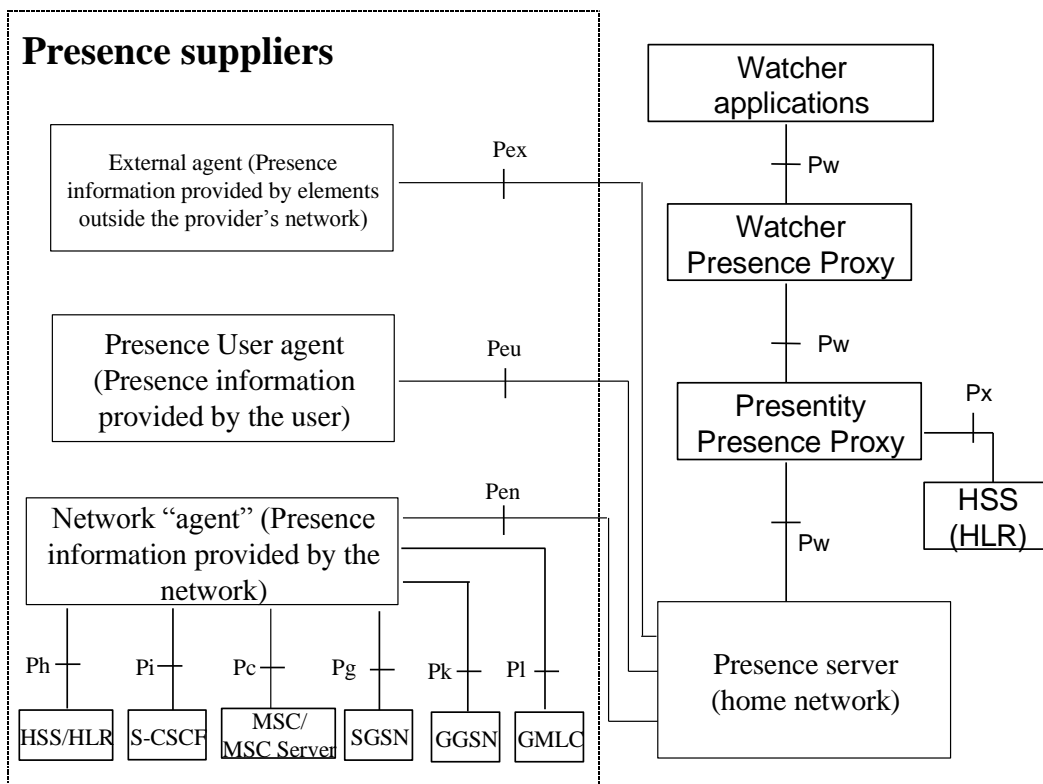 Presence suppliers
External agent (Presence
information provided by elements
outside the provider’s network)
Pex
Presence User agent
(Presence information
provided by the user)
Peu
Network “agent” (Presence
information provided by the
network)
Pen
Ph
Pi
Pc
Pg
Pk
Pl
HSS/HLR
S-CSCF
MSC/
MSC Server
SGSN
GGSN
GMLC
Watcher
applications
Pw
Watcher
Presence Proxy
Pw
Presentity
Presence Proxy
Px
HSS
(HLR)
Pw
Presence server
(home network)